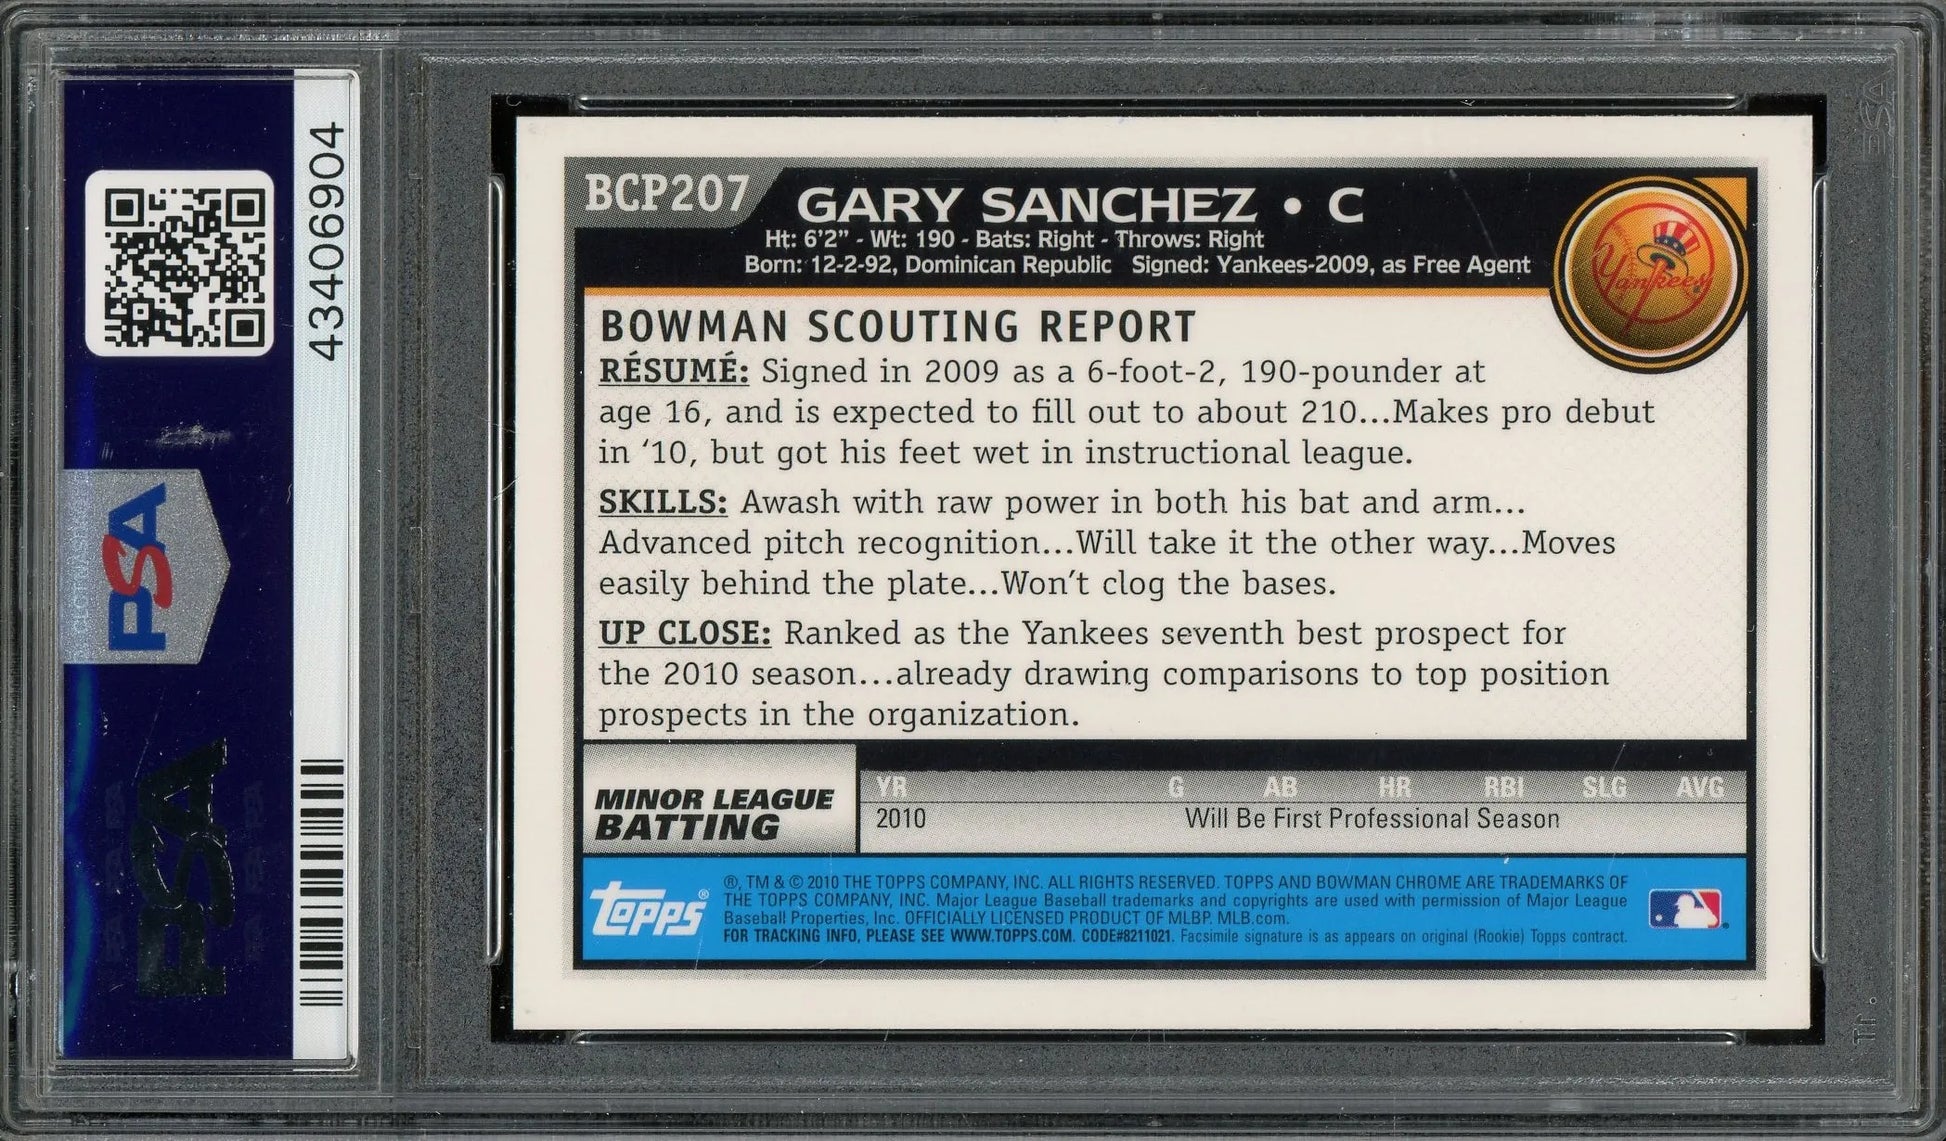 43406904
PSA
BCP207
GARY SANCHEZ • C
Ht: 6'2" - Wt: 190 - Bats: Right - Throws: Right
Born: 12-2-92, Dominican Republic Signed: Yankees-2009, as Free Agent
Yankees
BOWMAN SCOUTING REPORT
RÉSUMÉ: Signed in 2009 as a 6-foot-2, 190-pounder at
age 16, and is expected to fill out to about 210...Makes pro debut
in ‘10, but got his feet wet in instructional league.
SKILLS: Awash with raw power in both his bat and arm...
Advanced pitch recognition...Will take it the other way...Moves
easily behind the plate...Won't clog the bases.
UP CLOSE: Ranked as the Yankees seventh best prospect for
the 2010 season...already drawing comparisons to top position
prospects in the organization.
MINOR LEAGUE
BATTING
YR G AB HR RBI SLG AVG
2010 Will Be First Professional Season
topps®
®, TM & © 2010 THE TOPPS COMPANY, INC. ALL RIGHTS RESERVED. TOPPS AND BOWMAN CHROME ARE TRADEMARKS OF
THE TOPPS COMPANY, INC. Major League Baseball trademarks and copyrights are used with permission of Major League
Baseball Properties, Inc. OFFICIALLY LICENSED PRODUCT OF MLBP. MLB.com.
FOR TRACKING INFO, PLEASE SEE WWW.TOPPS.COM. CODE#8211021. Facsimile signature is as appears on original (Rookie) Topps contract.
PSA
PSA